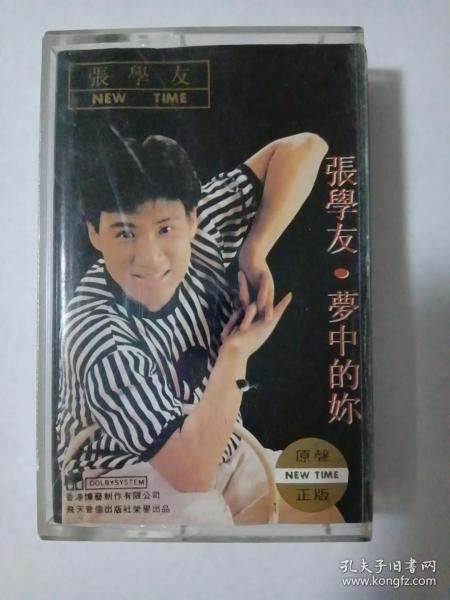 張學友
NEW TIME
張學友·夢中的妳
原聲
NEW TIME
正版
DOLBYSYSTEM
香港博藝制作有限公司
飛天音像出版社榮譽出品
孔夫子旧书网
www.kongfz.com